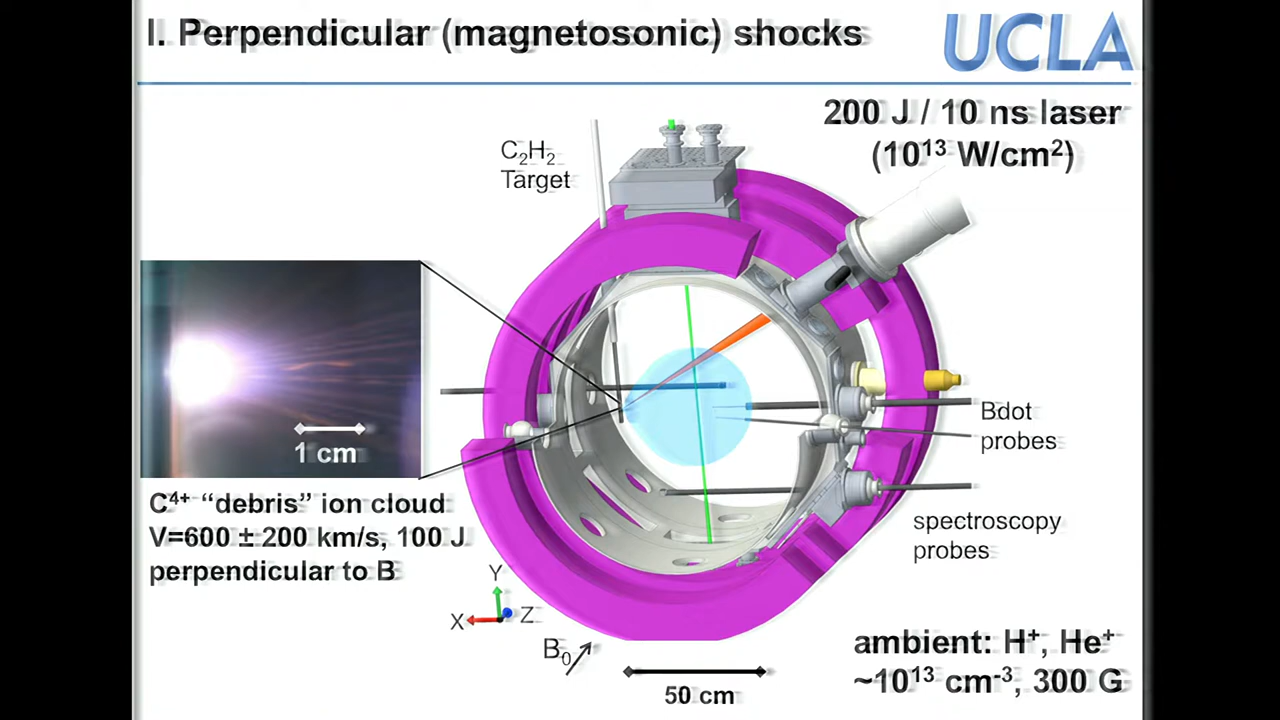 I. Perpendicular (magnetosonic) shocks
UCLA
200 J / 10 ns laser
(10¹³ W/cm²)
C₂H₂
Target
1 cm
C⁴⁺ “debris” ion cloud
V=600 ± 200 km/s, 100 J
perpendicular to B
Bdot
probes
spectroscopy
probes
Y
X
Z
B₀
50 cm
ambient: H⁺, He⁺
~10¹³ cm⁻³, 300 G